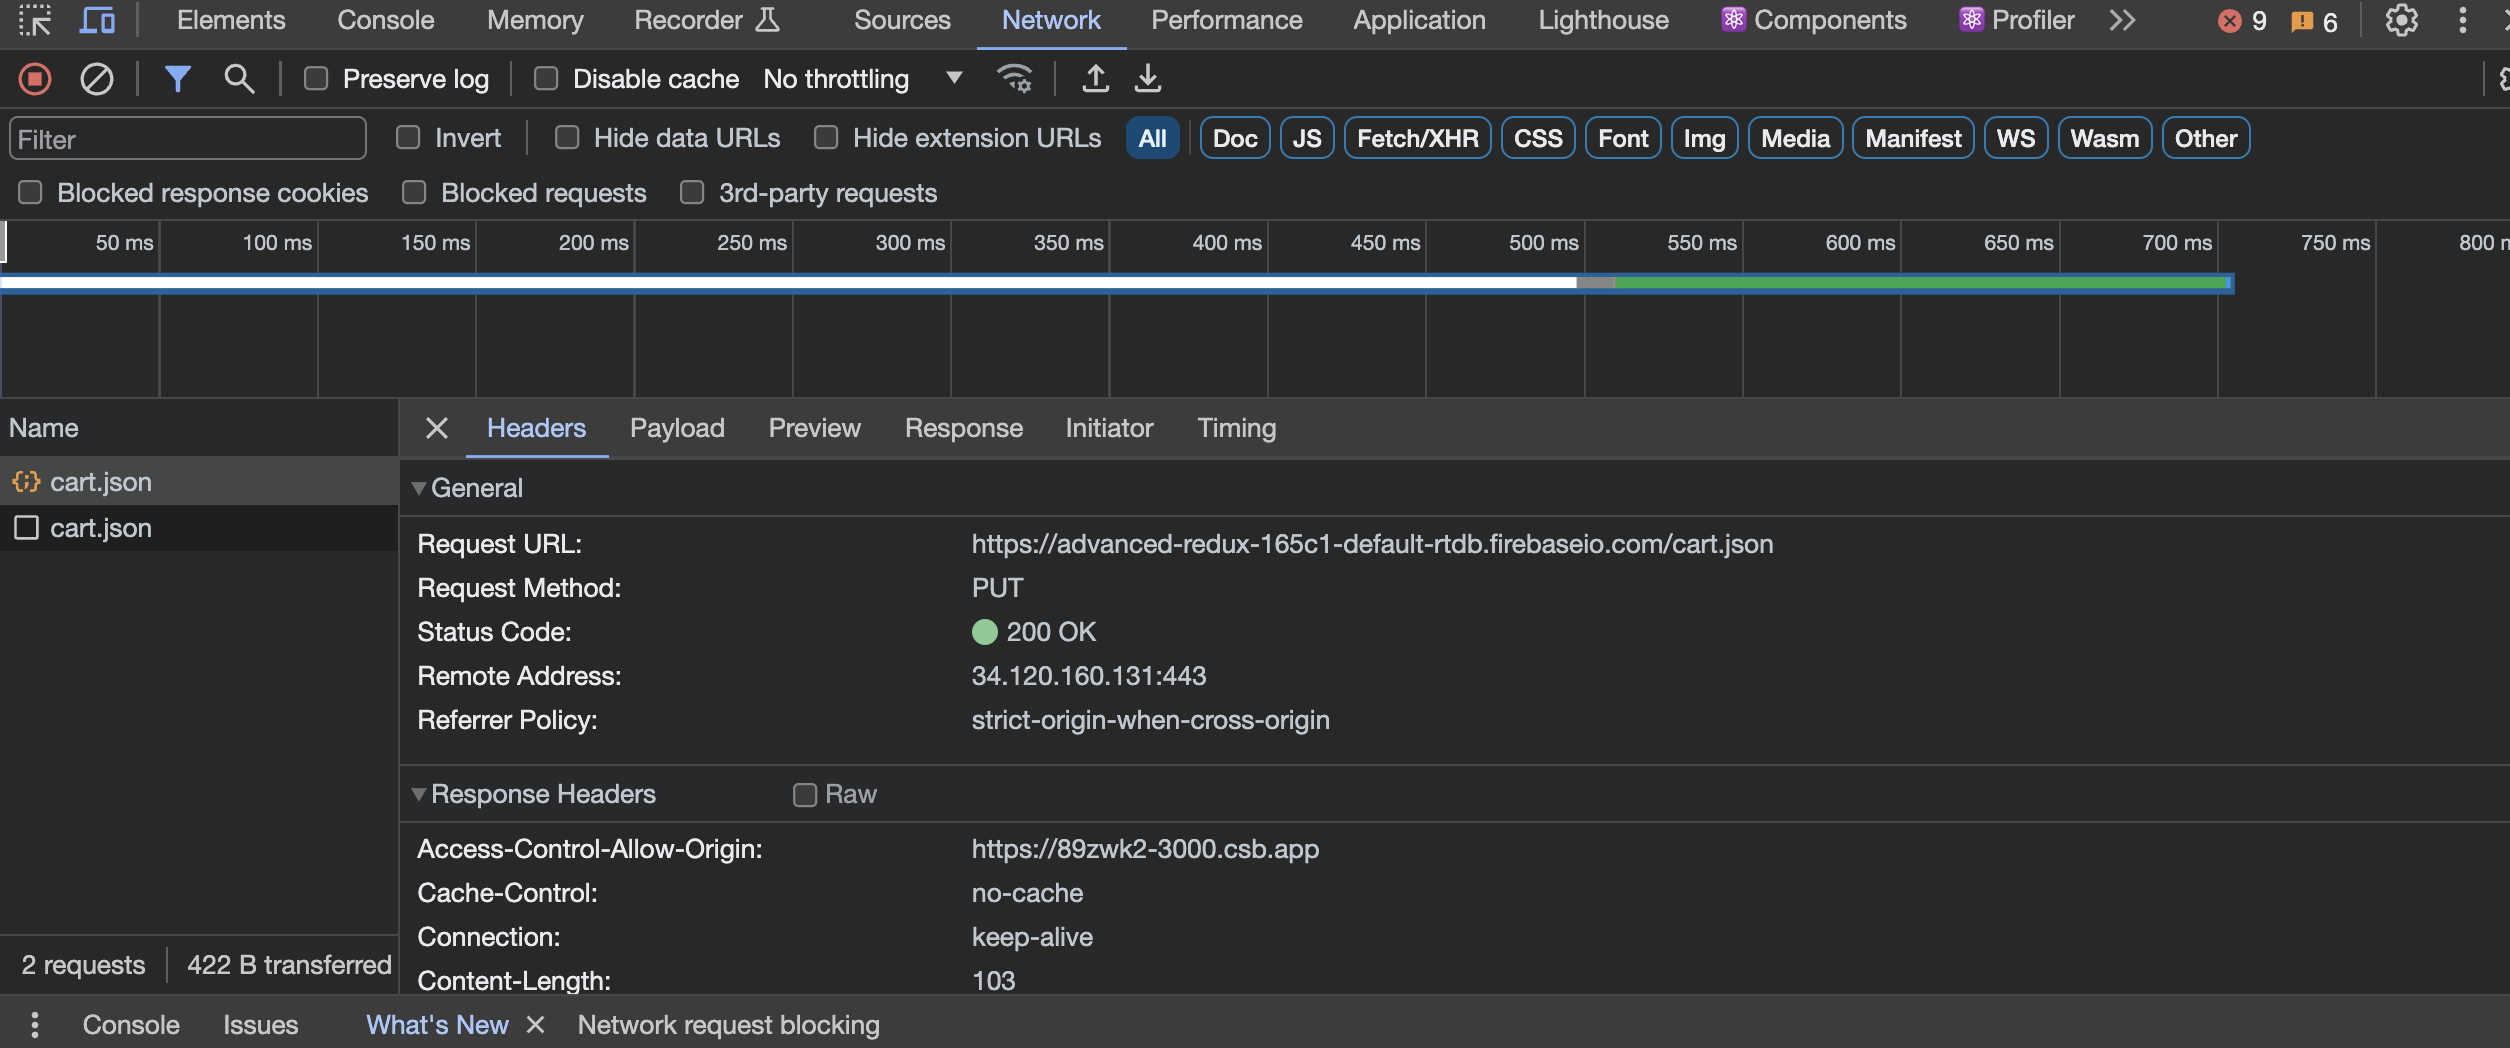 Elements Console Memory Recorder Sources Network Performance Application Lighthouse Components Profiler 9 6
Preserve log Disable cache No throttling
Filter Invert Hide data URLs Hide extension URLs All Doc JS Fetch/XHR CSS Font Img Media Manifest WS Wasm Other
Blocked response cookies Blocked requests 3rd-party requests
50 ms 100 ms 150 ms 200 ms 250 ms 300 ms 350 ms 400 ms 450 ms 500 ms 550 ms 600 ms 650 ms 700 ms 750 ms 800
Name Headers Payload Preview Response Initiator Timing
cart.json
cart.json
General
Request URL: https://advanced-redux-165c1-default-rtdb.firebaseio.com/cart.json
Request Method: PUT
Status Code: 200 OK
Remote Address: 34.120.160.131:443
Referrer Policy: strict-origin-when-cross-origin
Response Headers Raw
Access-Control-Allow-Origin: https://89zwk2-3000.csb.app
Cache-Control: no-cache
Connection: keep-alive
Content-Length: 103
2 requests 422 B transferred
Console Issues What's New Network request blocking